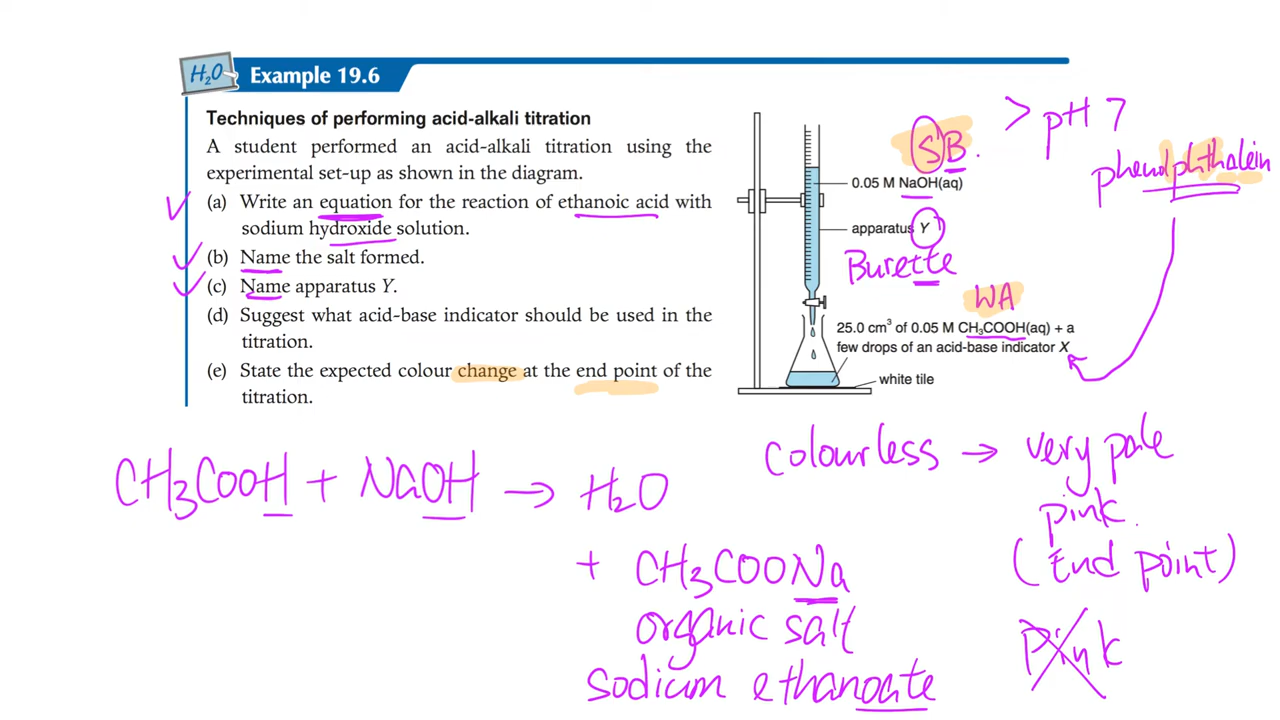 H₂O
Example 19.6
Techniques of performing acid-alkali titration
A student performed an acid-alkali titration using the
experimental set-up as shown in the diagram.
(a) Write an equation for the reaction of ethanoic acid with
sodium hydroxide solution.
(b) Name the salt formed.
(c) Name apparatus Y.
(d) Suggest what acid-base indicator should be used in the
titration.
(e) State the expected colour change at the end point of the
titration.
SB.
> pH 7
phenolphthalein
0.05 M NaOH(aq)
apparatus Y
Burette
WA
25.0 cm³ of 0.05 M CH₃COOH(aq) + a
few drops of an acid-base indicator X
white tile
CH₃COOH + NaOH → H₂O
+ CH₃COONa
organic salt
sodium ethanoate
colourless → very pale
pink.
(End point)
pink